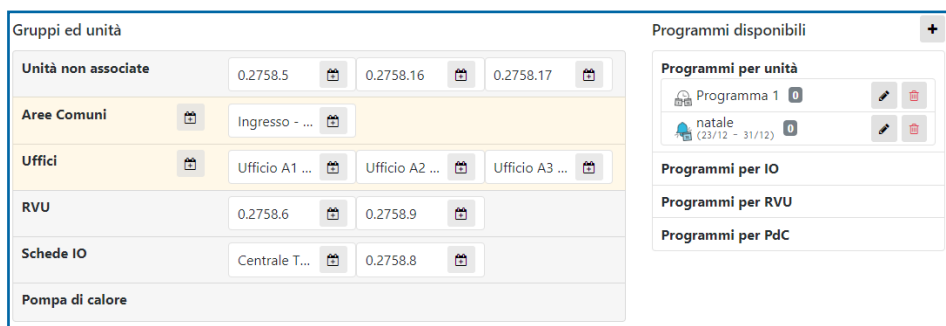 Gruppi ed unità
Unità non associate
0.2758.5
0.2758.16
0.2758.17
Aree Comuni
Ingresso - ...
Uffici
Ufficio A1 ...
Ufficio A2 ...
Ufficio A3 ...
RVU
0.2758.6
0.2758.9
Schede IO
Centrale T...
0.2758.8
Pompa di calore
Programmi disponibili
+
Programmi per unità
Programma 1 0
natale 0
(23/12 - 31/12)
Programmi per IO
Programmi per RVU
Programmi per PdC